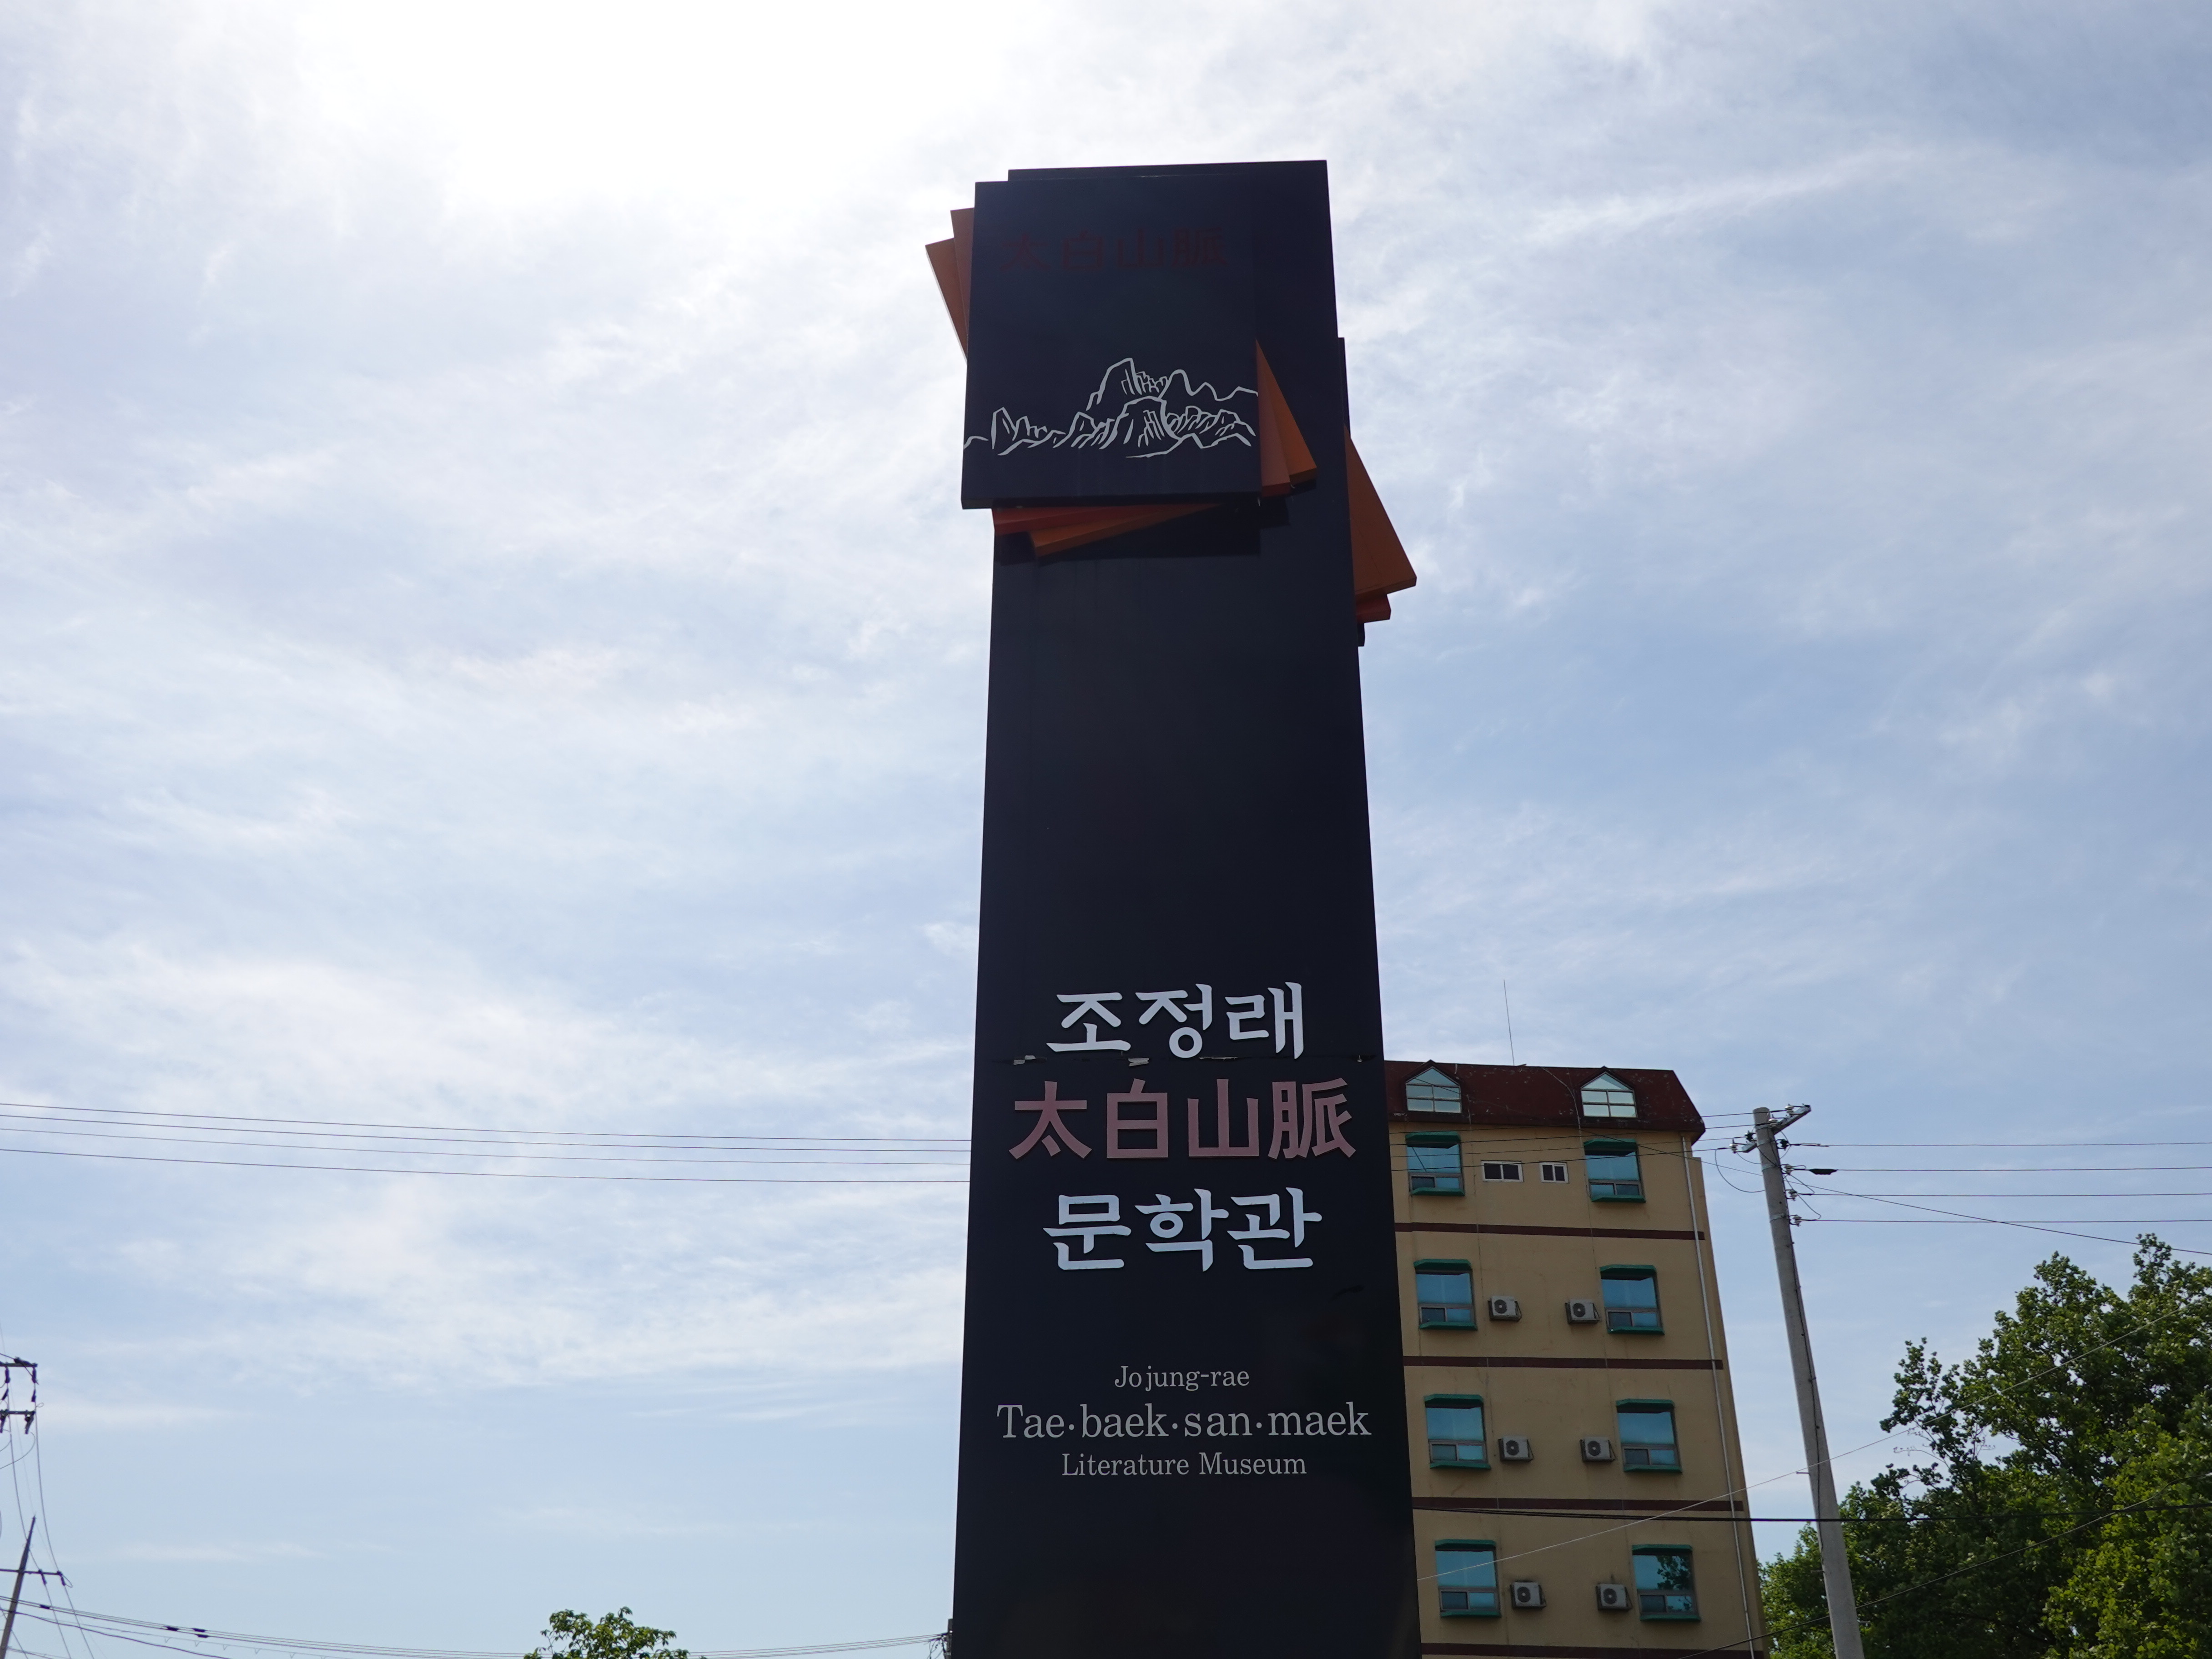 太白山脈
조정래
太白山脈
문학관
Jojung-rae
Tae·baek·san·maek
Literature Museum